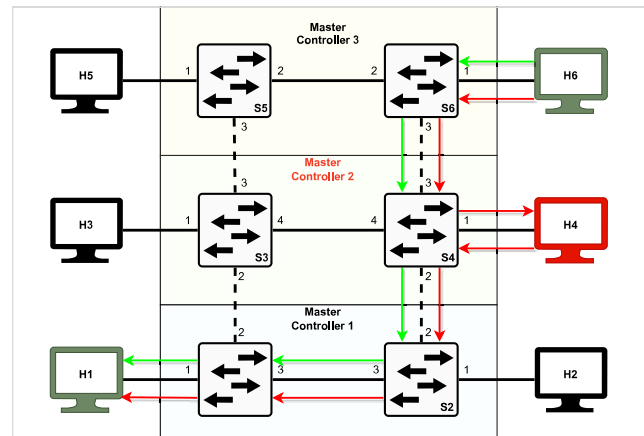 Master
Controller 3
H5
1
2
2
1
H6
S5
S6
3
3
Master
Controller 2
3
3
H3
1
4
4
1
H4
S3
S4
2
2
Master
Controller 1
2
2
H1
1
3
3
1
H2
S2